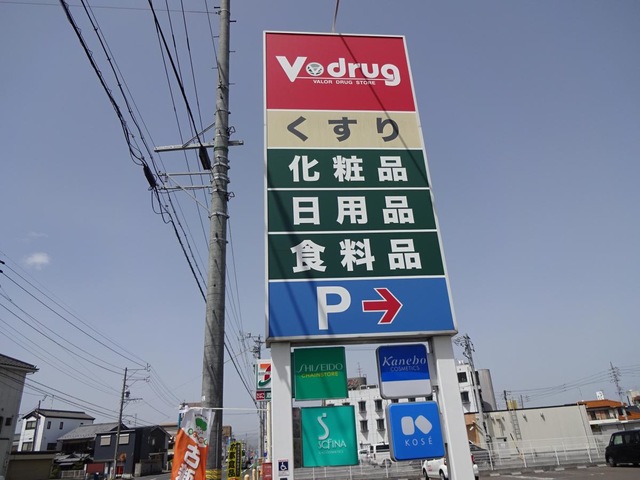 V drug
VALOR DRUG STORE
くすり
化粧品
日用品
食料品
P
SHISEIDO
CHAINSTORE
Kanebo
COSMETICS
SOFINA
KOSÉ